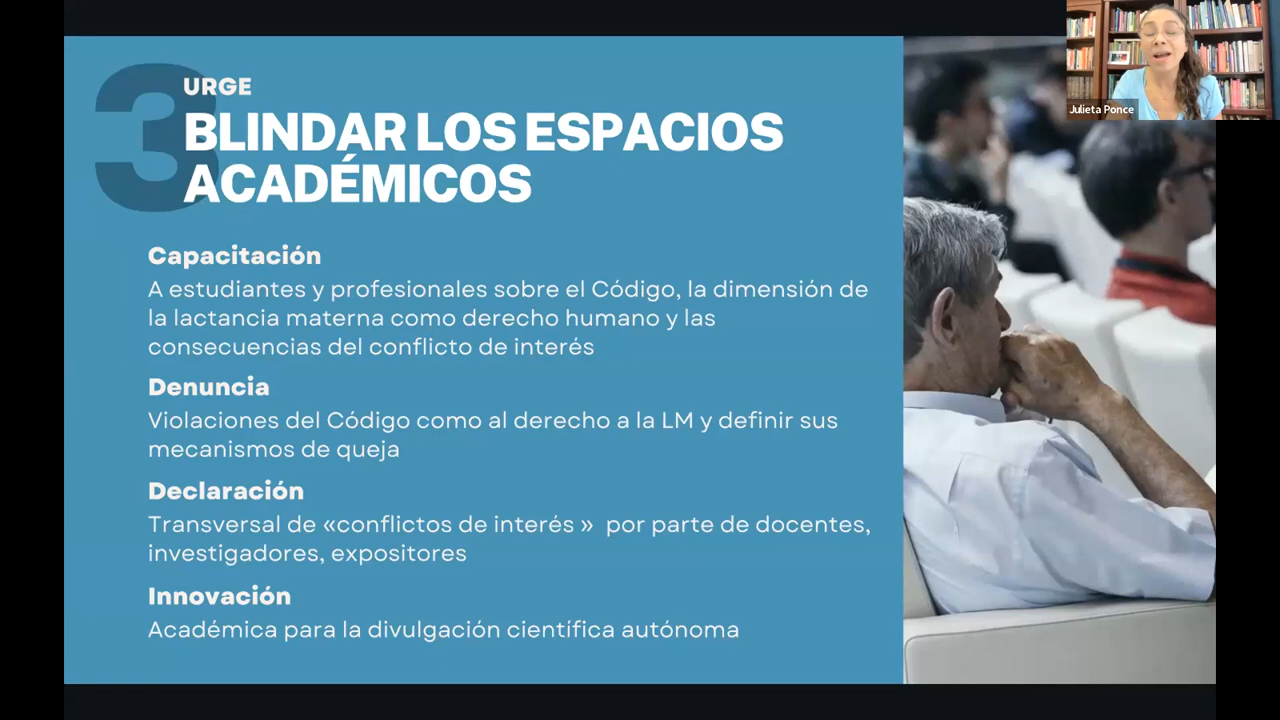 3
URGE
BLINDAR LOS ESPACIOS
ACADÉMICOS
Capacitación
A estudiantes y profesionales sobre el Código, la dimensión de
la lactancia materna como derecho humano y las
consecuencias del conflicto de interés
Denuncia
Violaciones del Código como al derecho a la LM y definir sus
mecanismos de queja
Declaración
Transversal de «conflictos de interés »  por parte de docentes,
investigadores, expositores
Innovación
Académica para la divulgación científica autónoma
Julieta Ponce